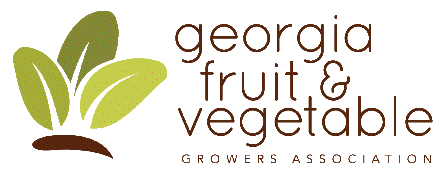 georgia
fruit &
vegetable
GROWERS ASSOCIATION